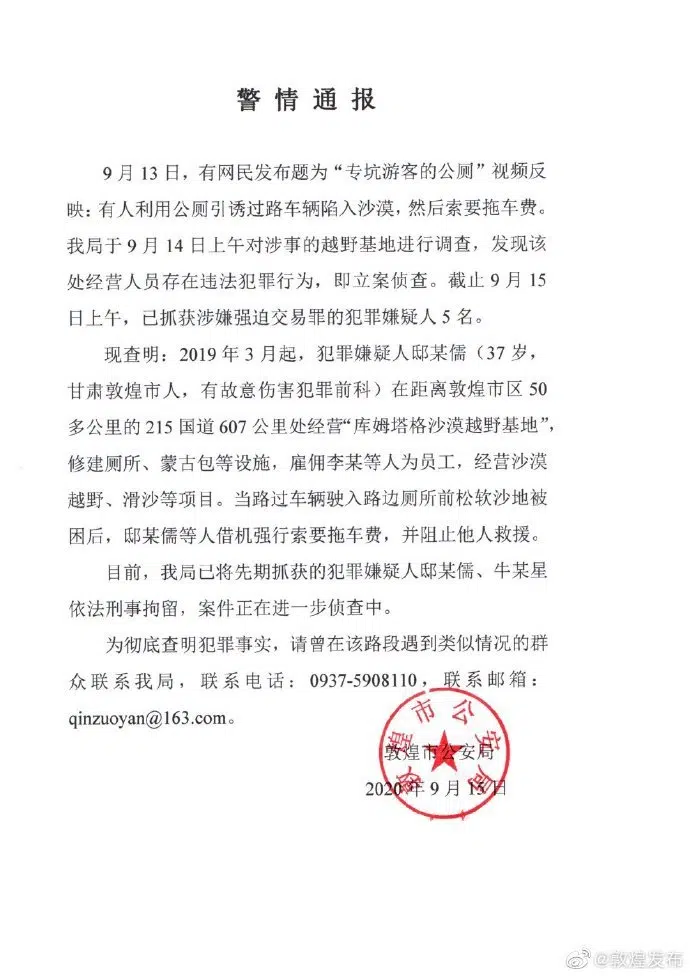 警情通报
9月13日，有网民发布题为“专坑游客的公厕”视频反
映：有人利用公厕引诱过路车辆陷入沙漠，然后索要拖车费。
我局于9月14日上午对涉事的越野基地进行调查，发现该
处经营人员存在违法犯罪行为，即立案侦查。截止9月15
日上午，已抓获涉嫌强迫交易罪的犯罪嫌疑人5名。
现查明：2019年3月起，犯罪嫌疑人邸某儒（37岁，
甘肃敦煌市人，有故意伤害犯罪前科）在距离敦煌市区50
多公里的215国道607公里处经营“库姆塔格沙漠越野基地”，
修建厕所、蒙古包等设施，雇佣李某等人为员工，经营沙漠
越野、滑沙等项目。当路过车辆驶入路边厕所前松软沙地被
困后，邸某儒等人借机强行索要拖车费，并阻止他人救援。
目前，我局已将先期抓获的犯罪嫌疑人邸某儒、牛某星
依法刑事拘留，案件正在进一步侦查中。
为彻底查明犯罪事实，请曾在该路段遇到类似情况的群
众联系我局，联系电话：0937-5908110，联系邮箱：
qinzuoyan@163.com。
敦煌市公安局
敦煌市公安局
2020年9月15日
@敦煌发布